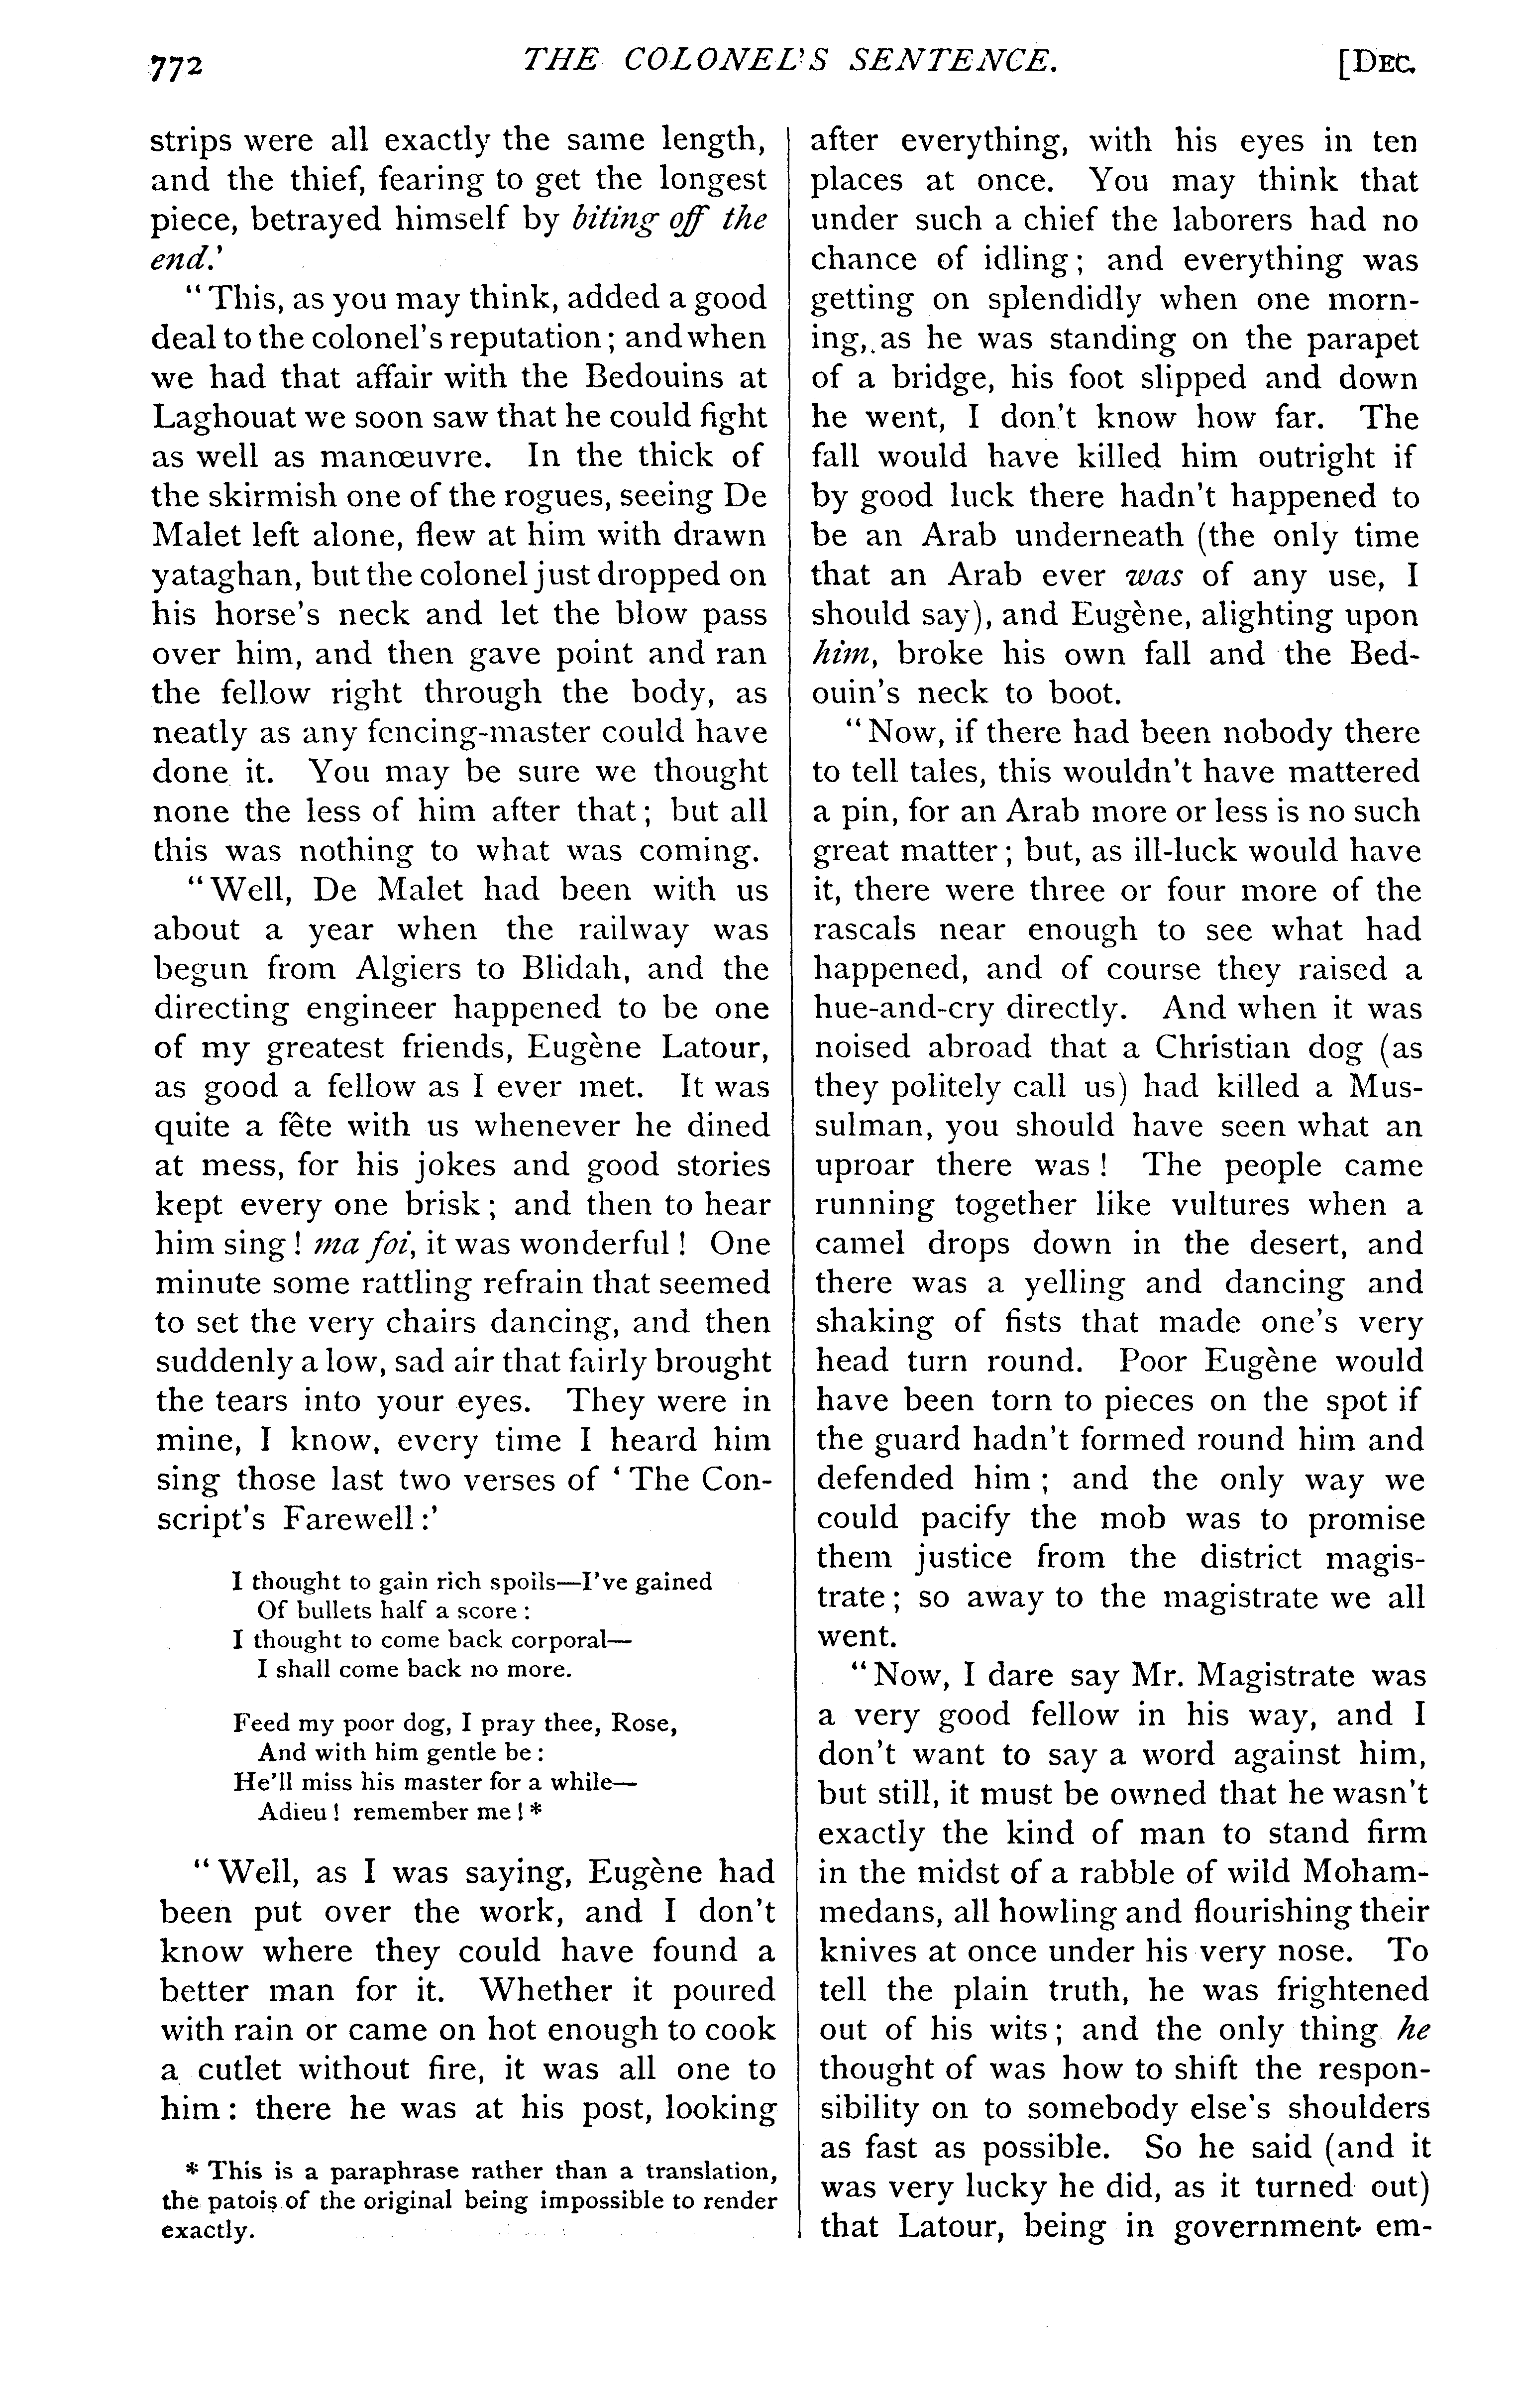 772 THE COLONEL'S SENTENCE. [DEC.
strips were all exactly the same length,
and the thief, fearing to get the longest
piece, betrayed himself by biting off the
end.'
"This, as you may think, added a good
deal to the colonel's reputation; and when
we had that affair with the Bedouins at
Laghouat we soon saw that he could fight
as well as manœuvre. In the thick of
the skirmish one of the rogues, seeing De
Malet left alone, flew at him with drawn
yataghan, but the colonel just dropped on
his horse's neck and let the blow pass
over him, and then gave point and ran
the fellow right through the body, as
neatly as any fencing-master could have
done it. You may be sure we thought
none the less of him after that; but all
this was nothing to what was coming.
"Well, De Malet had been with us
about a year when the railway was
begun from Algiers to Blidah, and the
directing engineer happened to be one
of my greatest friends, Eugène Latour,
as good a fellow as I ever met. It was
quite a fête with us whenever he dined
at mess, for his jokes and good stories
kept every one brisk; and then to hear
him sing! ma foi, it was wonderful! One
minute some rattling refrain that seemed
to set the very chairs dancing, and then
suddenly a low, sad air that fairly brought
the tears into your eyes. They were in
mine, I know, every time I heard him
sing those last two verses of 'The Con-
script's Farewell:'
I thought to gain rich spoils—I've gained
Of bullets half a score:
I thought to come back corporal—
I shall come back no more.
Feed my poor dog, I pray thee, Rose,
And with him gentle be:
He'll miss his master for a while—
Adieu! remember me!*
"Well, as I was saying, Eugène had
been put over the work, and I don't
know where they could have found a
better man for it. Whether it poured
with rain or came on hot enough to cook
a cutlet without fire, it was all one to
him: there he was at his post, looking
* This is a paraphrase rather than a translation,
the patois of the original being impossible to render
exactly.
after everything, with his eyes in ten
places at once. You may think that
under such a chief the laborers had no
chance of idling; and everything was
getting on splendidly when one morn-
ing, as he was standing on the parapet
of a bridge, his foot slipped and down
he went, I don't know how far. The
fall would have killed him outright if
by good luck there hadn't happened to
be an Arab underneath (the only time
that an Arab ever was of any use, I
should say), and Eugène, alighting upon
him, broke his own fall and the Bed-
ouin's neck to boot.
"Now, if there had been nobody there
to tell tales, this wouldn't have mattered
a pin, for an Arab more or less is no such
great matter; but, as ill-luck would have
it, there were three or four more of the
rascals near enough to see what had
happened, and of course they raised a
hue-and-cry directly. And when it was
noised abroad that a Christian dog (as
they politely call us) had killed a Mus-
sulman, you should have seen what an
uproar there was! The people came
running together like vultures when a
camel drops down in the desert, and
there was a yelling and dancing and
shaking of fists that made one's very
head turn round. Poor Eugène would
have been torn to pieces on the spot if
the guard hadn't formed round him and
defended him; and the only way we
could pacify the mob was to promise
them justice from the district magis-
trate; so away to the magistrate we all
went.
"Now, I dare say Mr. Magistrate was
a very good fellow in his way, and I
don't want to say a word against him,
but still, it must be owned that he wasn't
exactly the kind of man to stand firm
in the midst of a rabble of wild Moham-
medans, all howling and flourishing their
knives at once under his very nose. To
tell the plain truth, he was frightened
out of his wits; and the only thing he
thought of was how to shift the respon-
sibility on to somebody else's shoulders
as fast as possible. So he said (and it
was very lucky he did, as it turned out)
that Latour, being in government em-